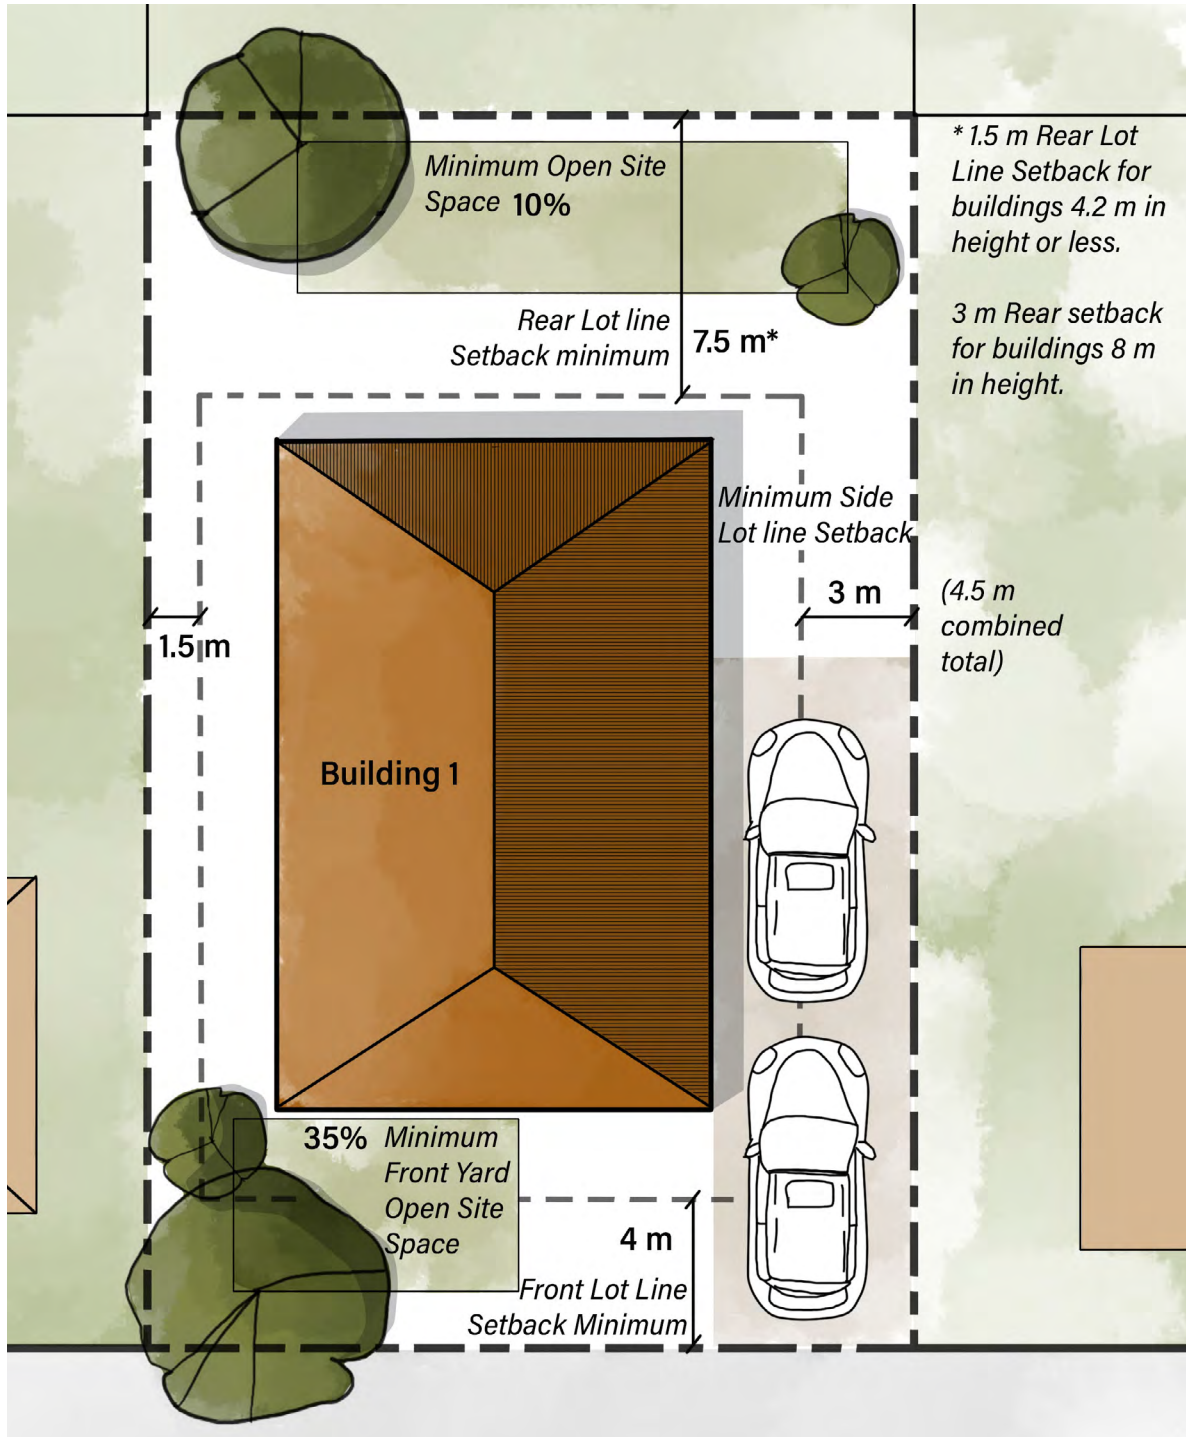 Minimum Open Site
Space 10%
* 1.5 m Rear Lot
Line Setback for
buildings 4.2 m in
height or less.
3 m Rear setback
for buildings 8 m
in height.
Rear Lot line
Setback minimum
7.5 m*
Minimum Side
Lot line Setback
3 m
(4.5 m
combined
total)
1.5 m
Building 1
35% Minimum
Front Yard
Open Site
Space
4 m
Front Lot Line
Setback Minimum